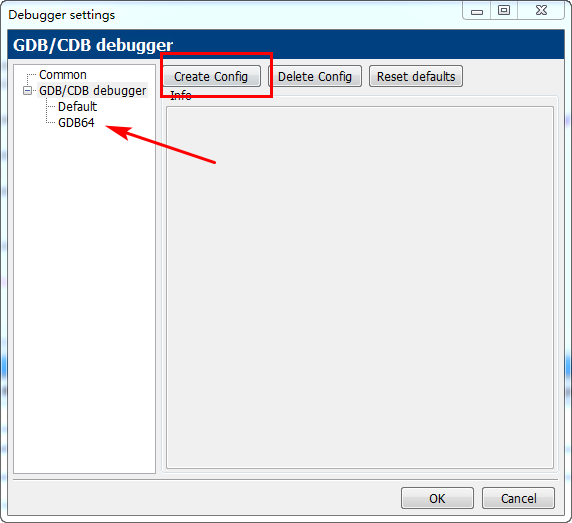 Debugger settings
GDB/CDB debugger
Common
GDB/CDB debugger
Default
GDB64
Create Config
Delete Config
Reset defaults
Info
OK
Cancel